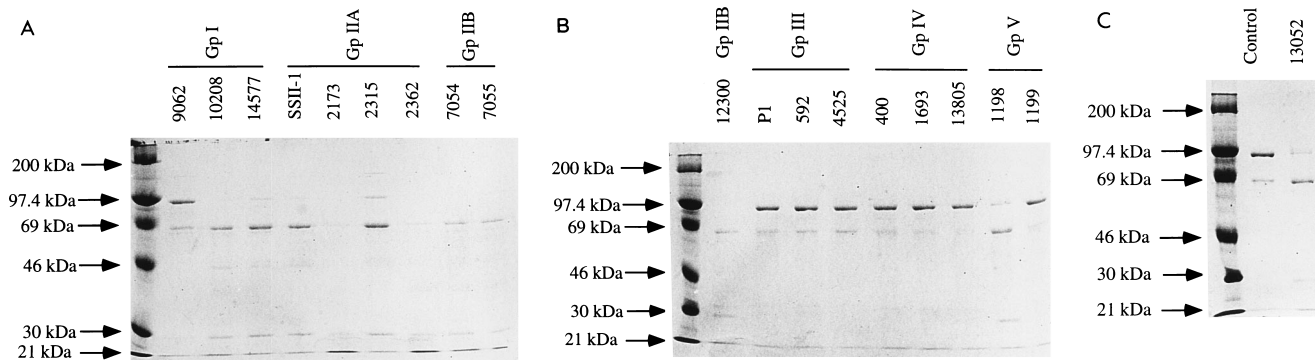 A
Gp I
Gp IIA
Gp IIB
9062
10208
14577
SSII-1
2173
2315
2362
7054
7055
200 kDa
97.4 kDa
69 kDa
46 kDa
30 kDa
21 kDa
B
Gp IIB
Gp III
Gp IV
Gp V
12300
P1
592
4525
400
1693
13805
1198
1199
200 kDa
97.4 kDa
69 kDa
46 kDa
30 kDa
21 kDa
C
Control
13052
200 kDa
97.4 kDa
69 kDa
46 kDa
30 kDa
21 kDa